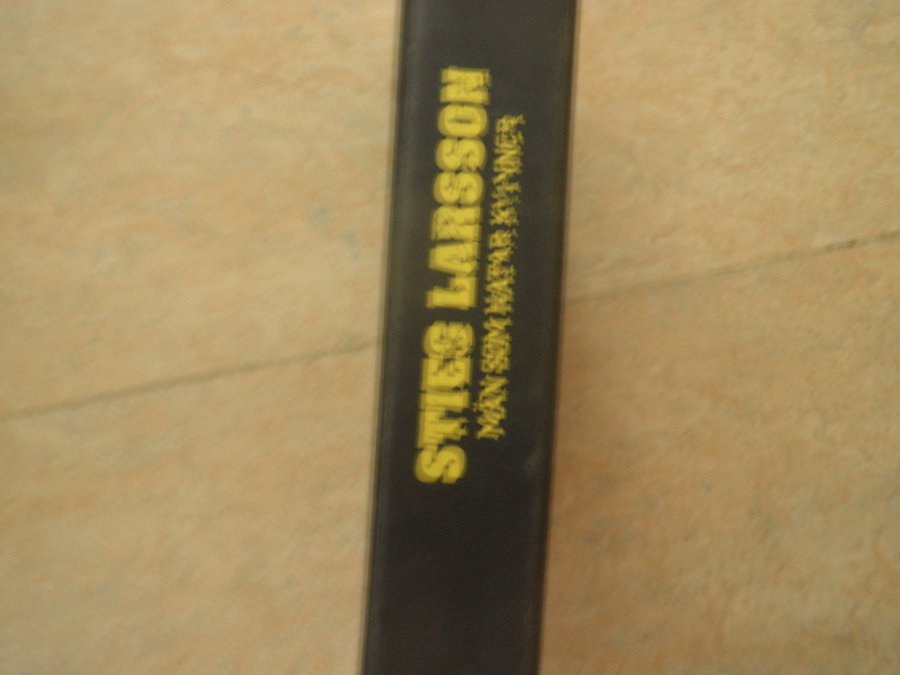 STIEG LARSSON
MÄN SOM HATAR KVINNOR